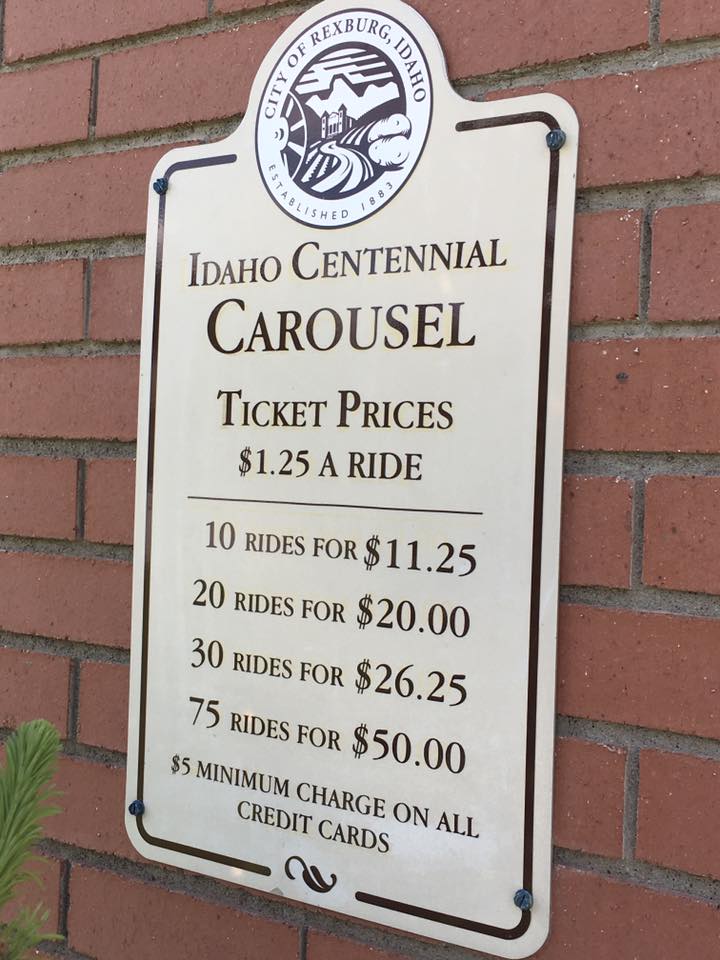 CITY OF REXBURG, IDAHO
ESTABLISHED 1883
IDAHO CENTENNIAL
CAROUSEL
TICKET PRICES
$1.25 A RIDE
10 RIDES FOR $11.25
20 RIDES FOR $20.00
30 RIDES FOR $26.25
75 RIDES FOR $50.00
$5 MINIMUM CHARGE ON ALL
CREDIT CARDS